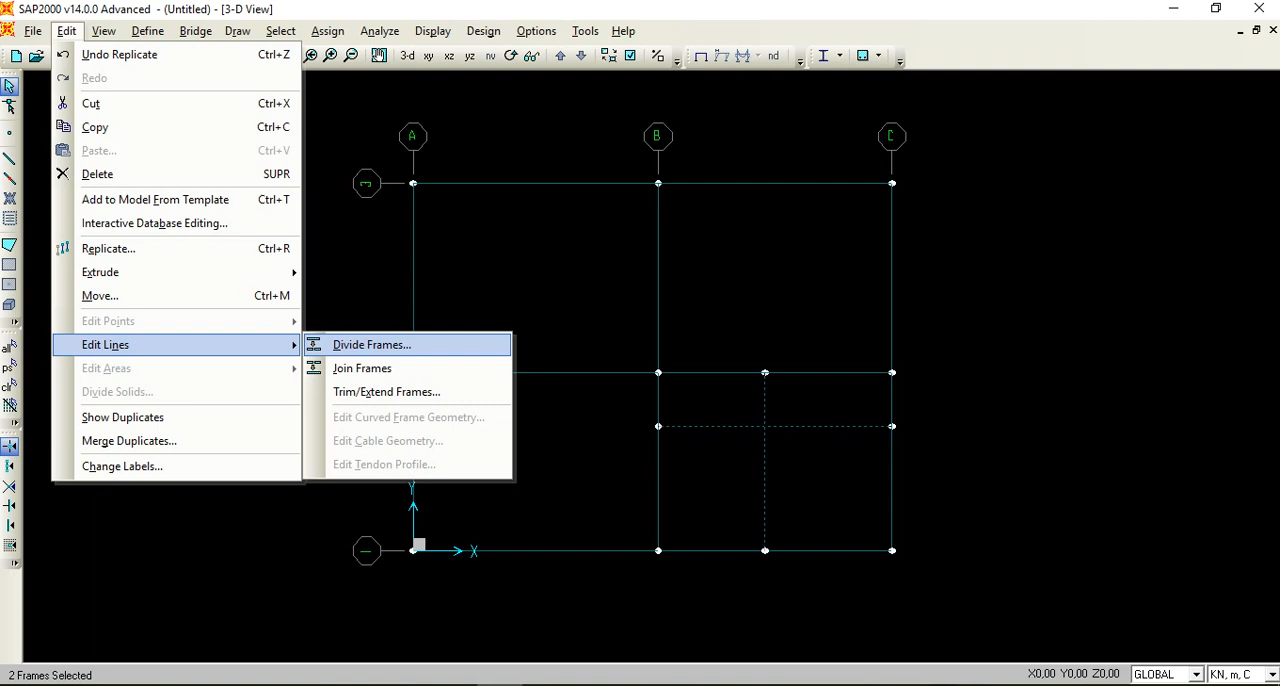 SAP2000 v14.0.0 Advanced - (Untitled) - [3-D View]
File Edit View Define Bridge Draw Select Assign Analyze Display Design Options Tools Help
3-d xy xz yz nv nd
Undo Replicate Ctrl+Z
Redo
Cut Ctrl+X
Copy Ctrl+C
Paste... Ctrl+V
Delete SUPR
Add to Model From Template Ctrl+T
Interactive Database Editing...
Replicate... Ctrl+R
Extrude
Move... Ctrl+M
Edit Points
Edit Lines
Edit Areas
Divide Solids...
Show Duplicates
Merge Duplicates...
Change Labels...
Divide Frames...
Join Frames
Trim/Extend Frames...
Edit Curved Frame Geometry...
Edit Cable Geometry...
Edit Tendon Profile...
all
ps
clr
A B C
Y
X
2 Frames Selected
X0,00 Y0,00 Z0,00 GLOBAL KN, m, C